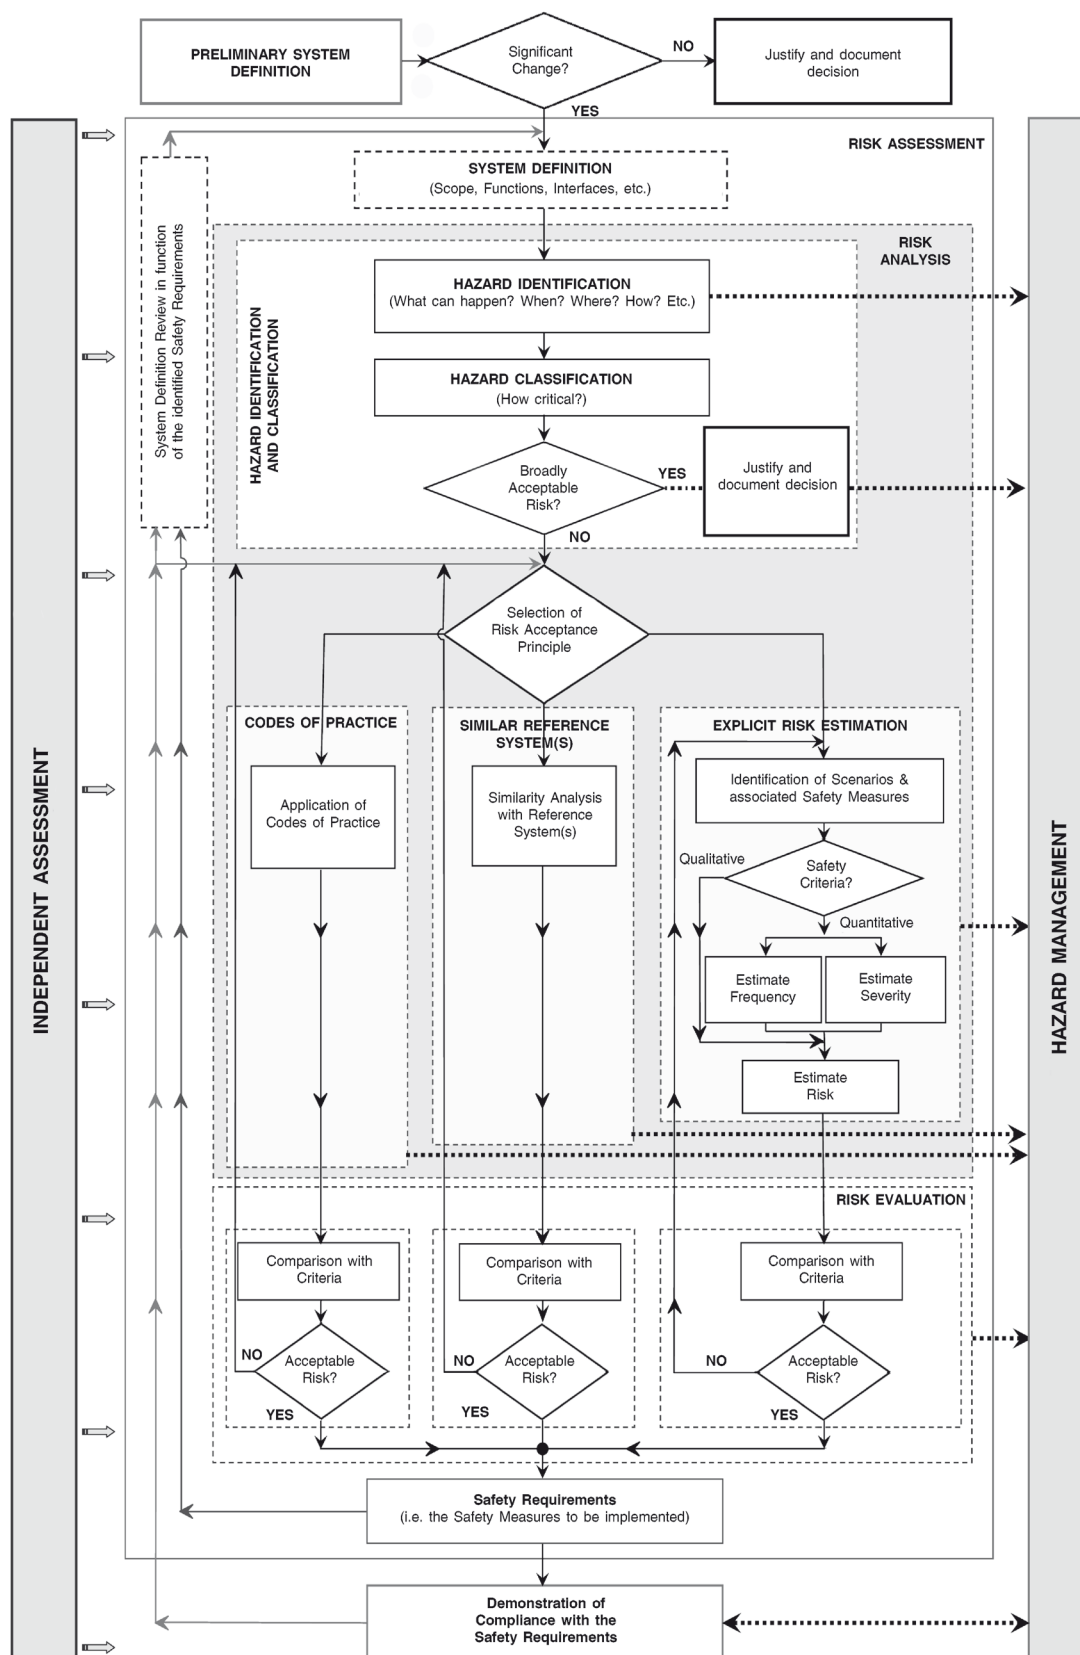 PRELIMINARY SYSTEM
DEFINITION
Significant
Change?
NO
Justify and document
decision
YES
RISK ASSESSMENT
SYSTEM DEFINITION
(Scope, Functions, Interfaces, etc.)
System Definition Review in function
of the identified Safety Requirements
RISK
ANALYSIS
HAZARD IDENTIFICATION
AND CLASSIFICATION
HAZARD IDENTIFICATION
(What can happen? When? Where? How? Etc.)
HAZARD CLASSIFICATION
(How critical?)
Broadly
Acceptable
Risk?
YES
Justify and
document decision
NO
Selection of
Risk Acceptance
Principle
INDEPENDENT ASSESSMENT
HAZARD MANAGEMENT
CODES OF PRACTICE
Application of
Codes of Practice
SIMILAR REFERENCE
SYSTEM(S)
Similarity Analysis
with Reference
System(s)
EXPLICIT RISK ESTIMATION
Identification of Scenarios &
associated Safety Measures
Qualitative
Safety
Criteria?
Quantitative
Estimate
Frequency
Estimate
Severity
Estimate
Risk
RISK EVALUATION
Comparison with
Criteria
Comparison with
Criteria
Comparison with
Criteria
NO
Acceptable
Risk?
YES
NO
Acceptable
Risk?
YES
NO
Acceptable
Risk?
YES
Safety Requirements
(i.e. the Safety Measures to be implemented)
Demonstration of
Compliance with the
Safety Requirements